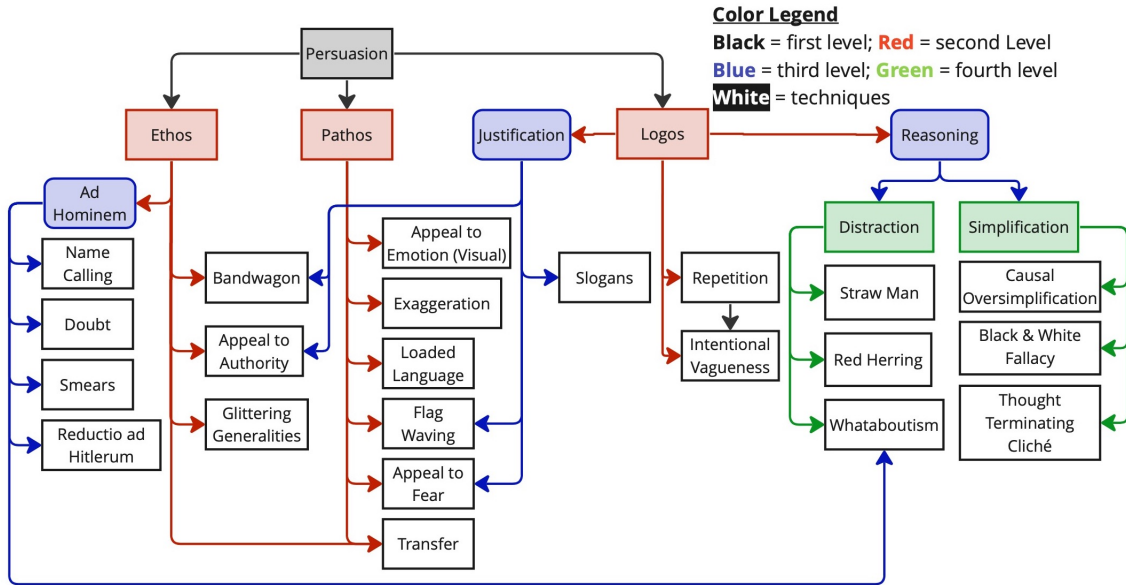 Color Legend
Black = first level; Red = second Level
Blue = third level; Green = fourth level
White = techniques
Persuasion
Ethos
Pathos
Justification
Logos
Reasoning
Ad
Hominem
Name
Calling
Doubt
Smears
Reductio ad
Hitlerum
Bandwagon
Appeal to
Authority
Glittering
Generalities
Appeal to
Emotion (Visual)
Exaggeration
Loaded
Language
Flag
Waving
Appeal to
Fear
Transfer
Slogans
Repetition
Intentional
Vagueness
Distraction
Straw Man
Red Herring
Whataboutism
Simplification
Causal
Oversimplification
Black & White
Fallacy
Thought
Terminating
Cliché